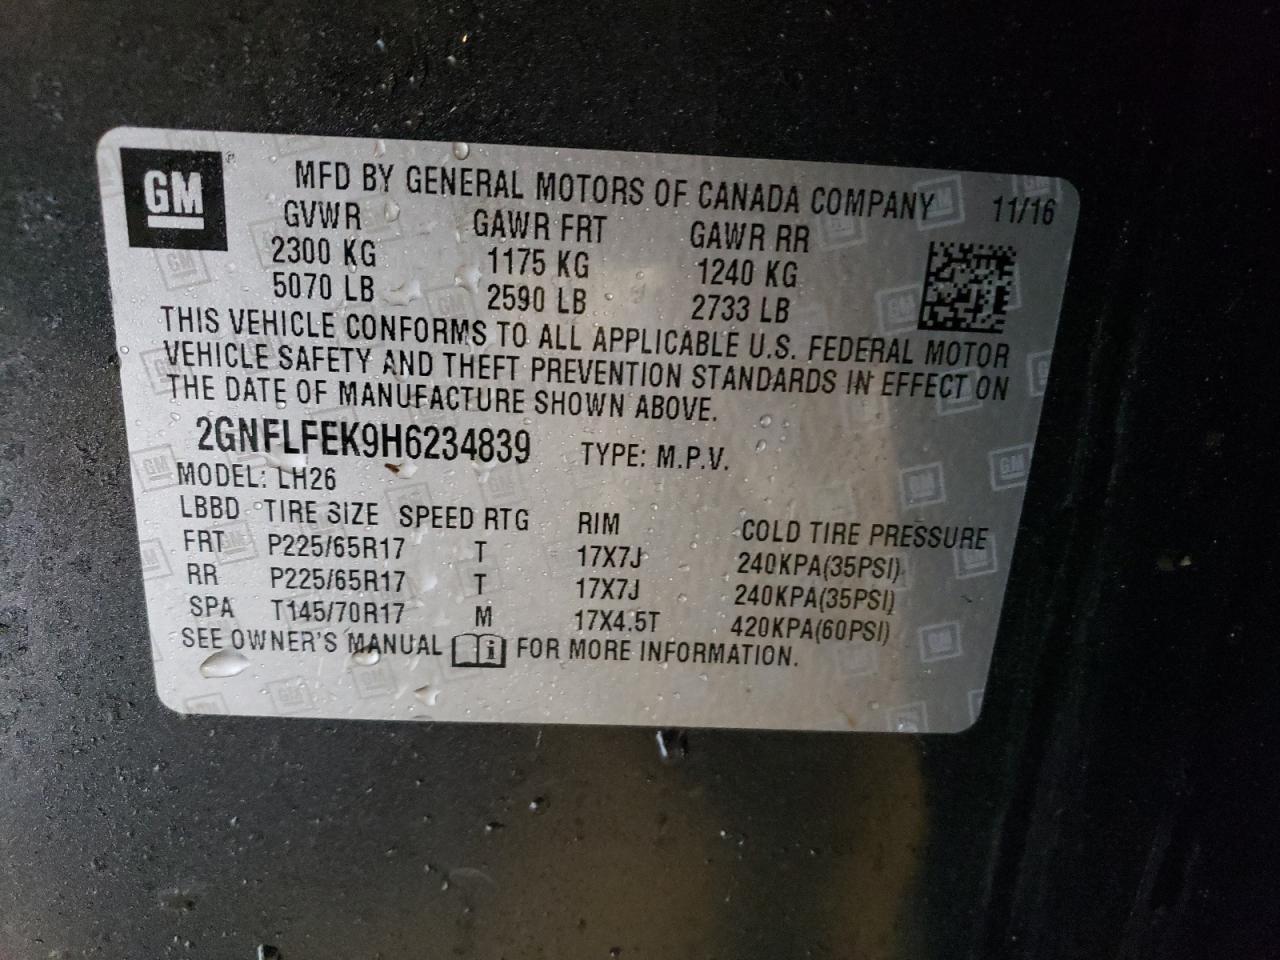 GM ®
MFD BY GENERAL MOTORS OF CANADA COMPANY 11/16
GVWR GAWR FRT GAWR RR
2300 KG 1175 KG 1240 KG
5070 LB 2590 LB 2733 LB
THIS VEHICLE CONFORMS TO ALL APPLICABLE U.S. FEDERAL MOTOR
VEHICLE SAFETY AND THEFT PREVENTION STANDARDS IN EFFECT ON
THE DATE OF MANUFACTURE SHOWN ABOVE.
2GNFLFEK9H6234839 TYPE: M.P.V.
MODEL: LH26
LBBD TIRE SIZE SPEED RTG RIM COLD TIRE PRESSURE
FRT P225/65R17 T 17X7J 240KPA(35PSI)
RR P225/65R17 T 17X7J 240KPA(35PSI)
SPA T145/70R17 M 17X4.5T 420KPA(60PSI)
SEE OWNER'S MANUAL i FOR MORE INFORMATION.